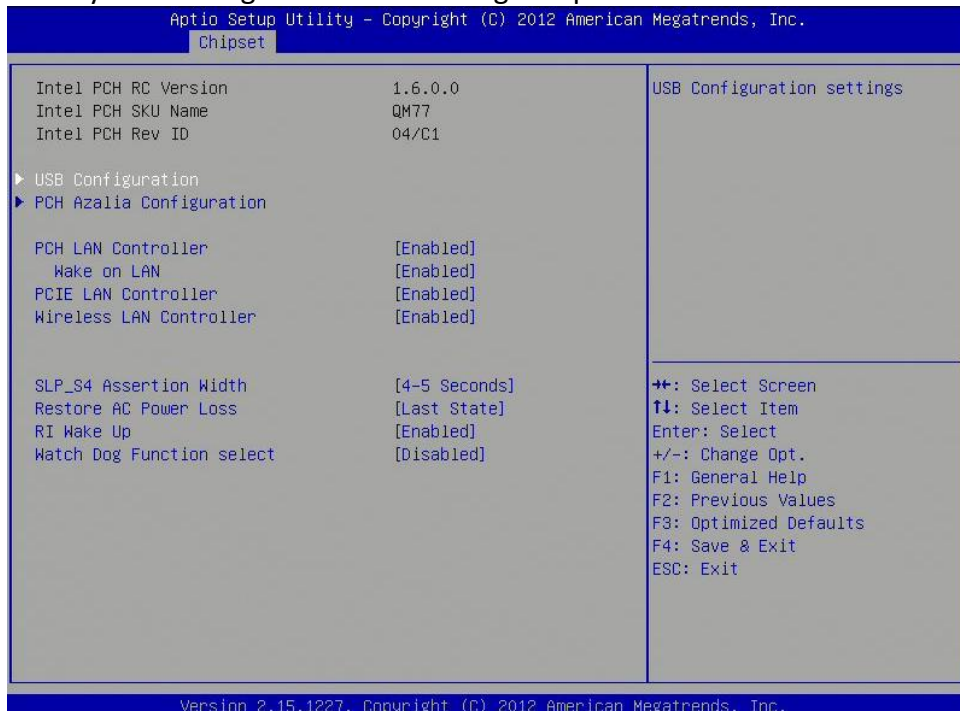 Aptio Setup Utility – Copyright (C) 2012 American Megatrends, Inc.
Chipset
Intel PCH RC Version 1.6.0.0
Intel PCH SKU Name QM77
Intel PCH Rev ID 04/C1
USB Configuration
PCH Azalia Configuration
PCH LAN Controller [Enabled]
Wake on LAN [Enabled]
PCIE LAN Controller [Enabled]
Wireless LAN Controller [Enabled]
SLP_S4 Assertion Width [4-5 Seconds]
Restore AC Power Loss [Last State]
RI Wake Up [Enabled]
Watch Dog Function select [Disabled]
USB Configuration settings
→←: Select Screen
↑↓: Select Item
Enter: Select
+/-: Change Opt.
F1: General Help
F2: Previous Values
F3: Optimized Defaults
F4: Save & Exit
ESC: Exit
Version 2.15.1227. Copyright (C) 2012 American Megatrends, Inc.